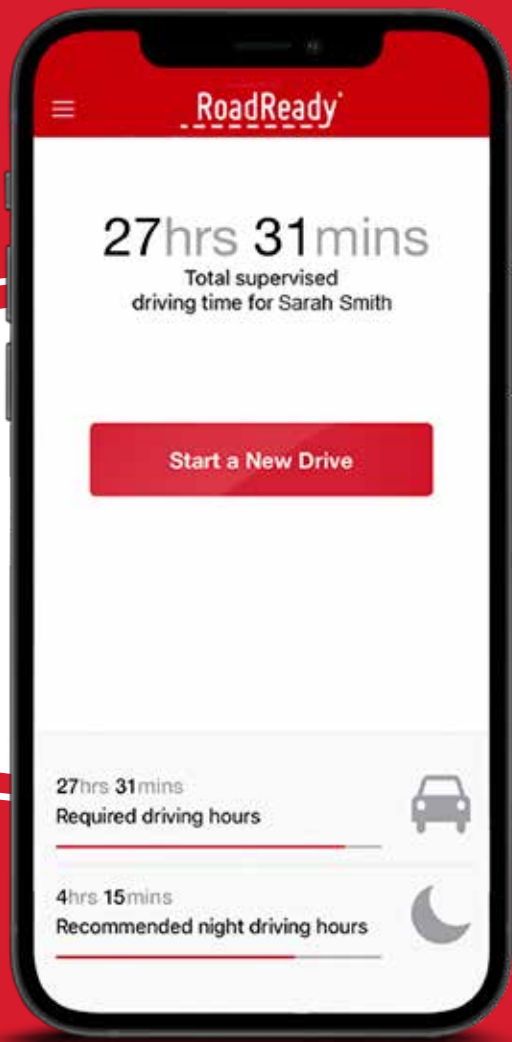 RoadReady
27hrs 31mins
Total supervised
driving time for Sarah Smith
Start a New Drive
27hrs 31mins
Required driving hours
4hrs 15mins
Recommended night driving hours